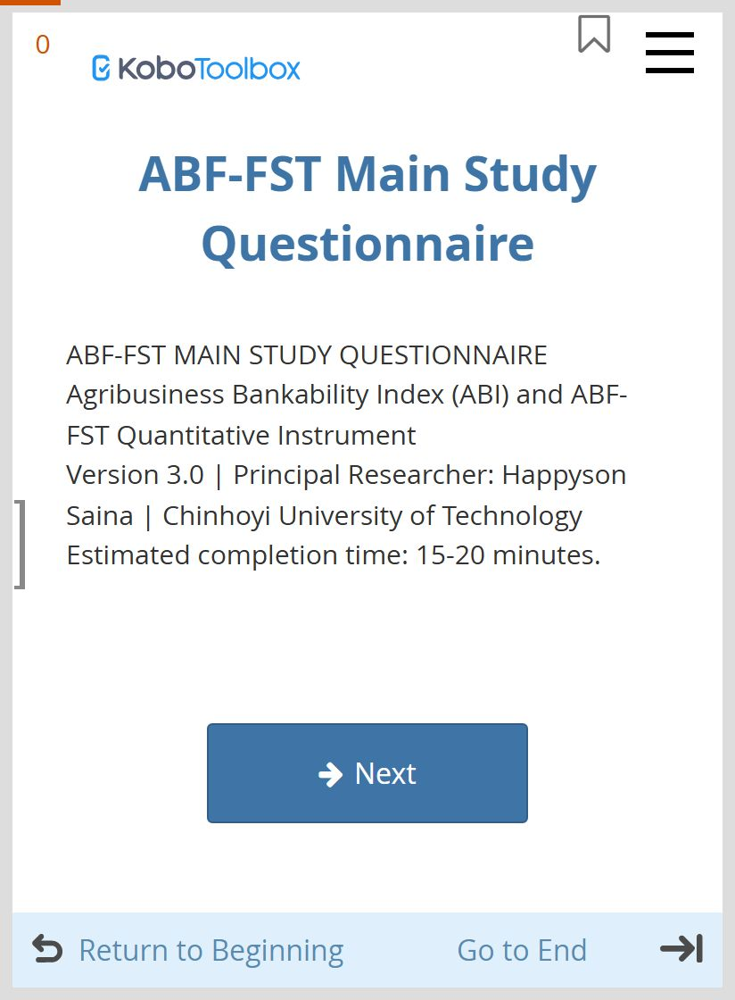 0
KoboToolbox
ABF-FST Main Study
Questionnaire
ABF-FST MAIN STUDY QUESTIONNAIRE
Agribusiness Bankability Index (ABI) and ABF-
FST Quantitative Instrument
Version 3.0 | Principal Researcher: Happyson
Saina | Chinhoyi University of Technology
Estimated completion time: 15-20 minutes.
Next
Return to Beginning
Go to End